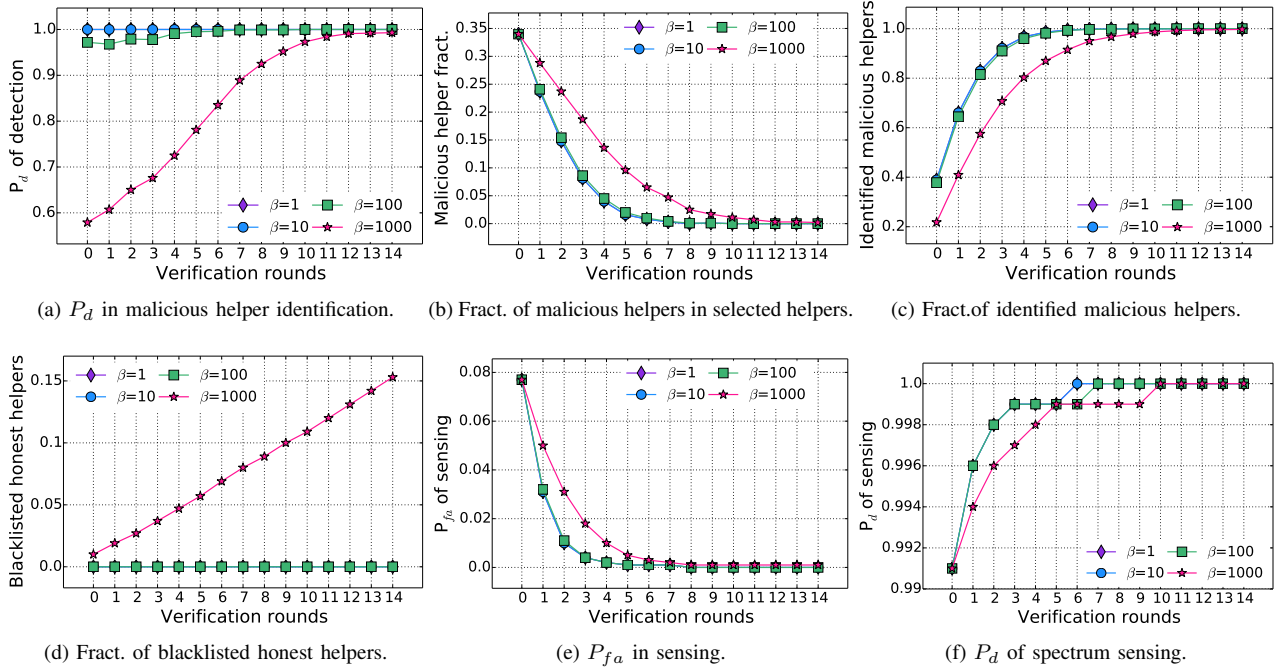 P_d of detection
1.0
0.9
0.8
0.7
0.6
β=1 β=100
β=10 β=1000
0 1 2 3 4 5 6 7 8 9 10 11 12 13 14
Verification rounds
(a) P_d in malicious helper identification.
Malicious helper fract.
0.35
0.30
0.25
0.20
0.15
0.10
0.05
0.0
β=1 β=100
β=10 β=1000
0 1 2 3 4 5 6 7 8 9 10 11 12 13 14
Verification rounds
(b) Fract. of malicious helpers in selected helpers.
Identified malicious helpers
1.0
0.8
0.6
0.4
0.2
β=1 β=100
β=10 β=1000
0 1 2 3 4 5 6 7 8 9 10 11 12 13 14
Verification rounds
(c) Fract.of identified malicious helpers.
Blacklisted honest helpers
0.15
0.1
0.05
0.0
β=1 β=100
β=10 β=1000
0 1 2 3 4 5 6 7 8 9 10 11 12 13 14
Verification rounds
(d) Fract. of blacklisted honest helpers.
P_fa of sensing
0.08
0.06
0.04
0.02
0.00
β=1 β=100
β=10 β=1000
0 1 2 3 4 5 6 7 8 9 10 11 12 13 14
Verification rounds
(e) P_fa in sensing.
P_d of sensing
1.0
0.998
0.996
0.994
0.992
0.99
β=1 β=100
β=10 β=1000
0 1 2 3 4 5 6 7 8 9 10 11 12 13 14
Verification rounds
(f) P_d of spectrum sensing.